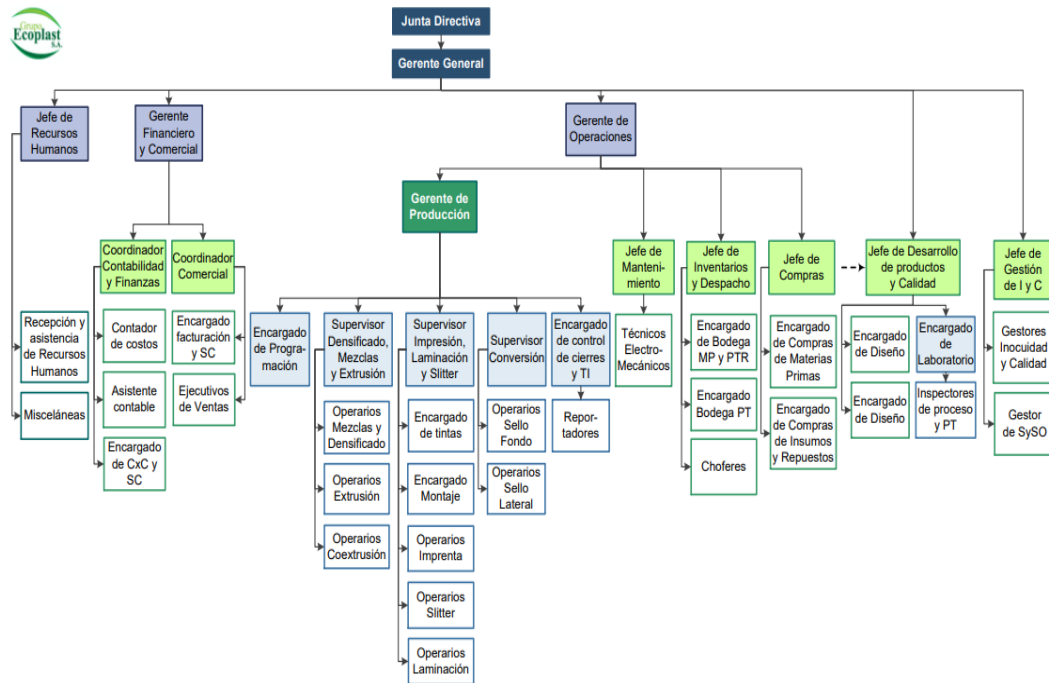 Grupo
Ecoplast
S.A.
Junta Directiva
Gerente General
Jefe de
Recursos
Humanos
Gerente
Financiero
y Comercial
Gerente de
Operaciones
Gerente de
Producción
Coordinador
Contabilidad
y Finanzas
Coordinador
Comercial
Jefe de
Manteni-
miento
Jefe de
Inventarios
y Despacho
Jefe de
Compras
Jefe de Desarrollo
de productos
y Calidad
Jefe de
Gestión
de I y C
Recepción y
asistencia de
Recursos
Humanos
Misceláneas
Contador
de costos
Asistente
contable
Encargado
de CxC y
SC
Encargado
facturación
y SC
Ejecutivos
de Ventas
Encargado
de Progra-
mación
Supervisor
Densificado,
Mezclas
y Extrusión
Supervisor
Impresión,
Laminación
y Slitter
Supervisor
Conversión
Encargado
de control
de cierres
y TI
Operarios
Mezclas y
Densificado
Operarios
Extrusión
Operarios
Coextrusión
Encargado
de tintas
Encargado
Montaje
Operarios
Imprenta
Operarios
Slitter
Operarios
Laminación
Operarios
Sello
Fondo
Operarios
Sello
Lateral
Repor-
tadores
Técnicos
Electro-
Mecánicos
Encargado
de Bodega
MP y PTR
Encargado
Bodega PT
Choferes
Encargado
de Compras
de Materias
Primas
Encargado
de Compras
de Insumos
y Repuestos
Encargado
de Diseño
Encargado
de Diseño
Encargado
de
Laboratorio
Inspectores
de proceso
y PT
Gestores
Inocuidad
y Calidad
Gestor
de SySO